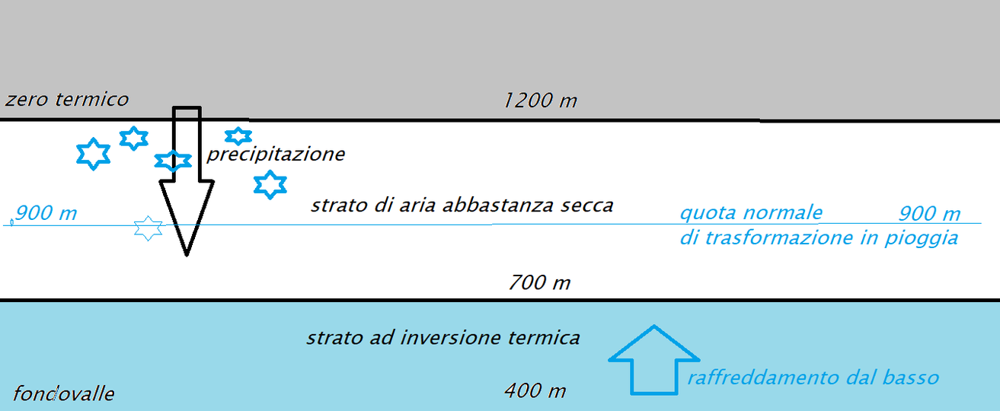 zero termico 1200 m
precipitazione
strato di aria abbastanza secca
900 m quota normale 900 m
di trasformazione in pioggia
700 m
strato ad inversione termica
raffreddamento dal basso
fondovalle 400 m